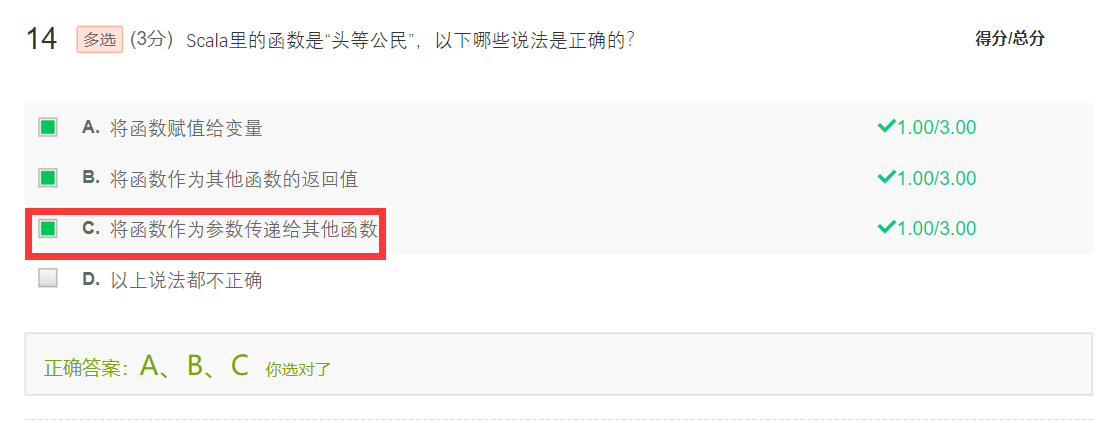 14 多选 (3分) Scala里的函数是“头等公民”，以下哪些说法是正确的? 得分/总分
A. 将函数赋值给变量 1.00/3.00
B. 将函数作为其他函数的返回值 1.00/3.00
C. 将函数作为参数传递给其他函数 1.00/3.00
D. 以上说法都不正确
正确答案：A、B、C 你选对了